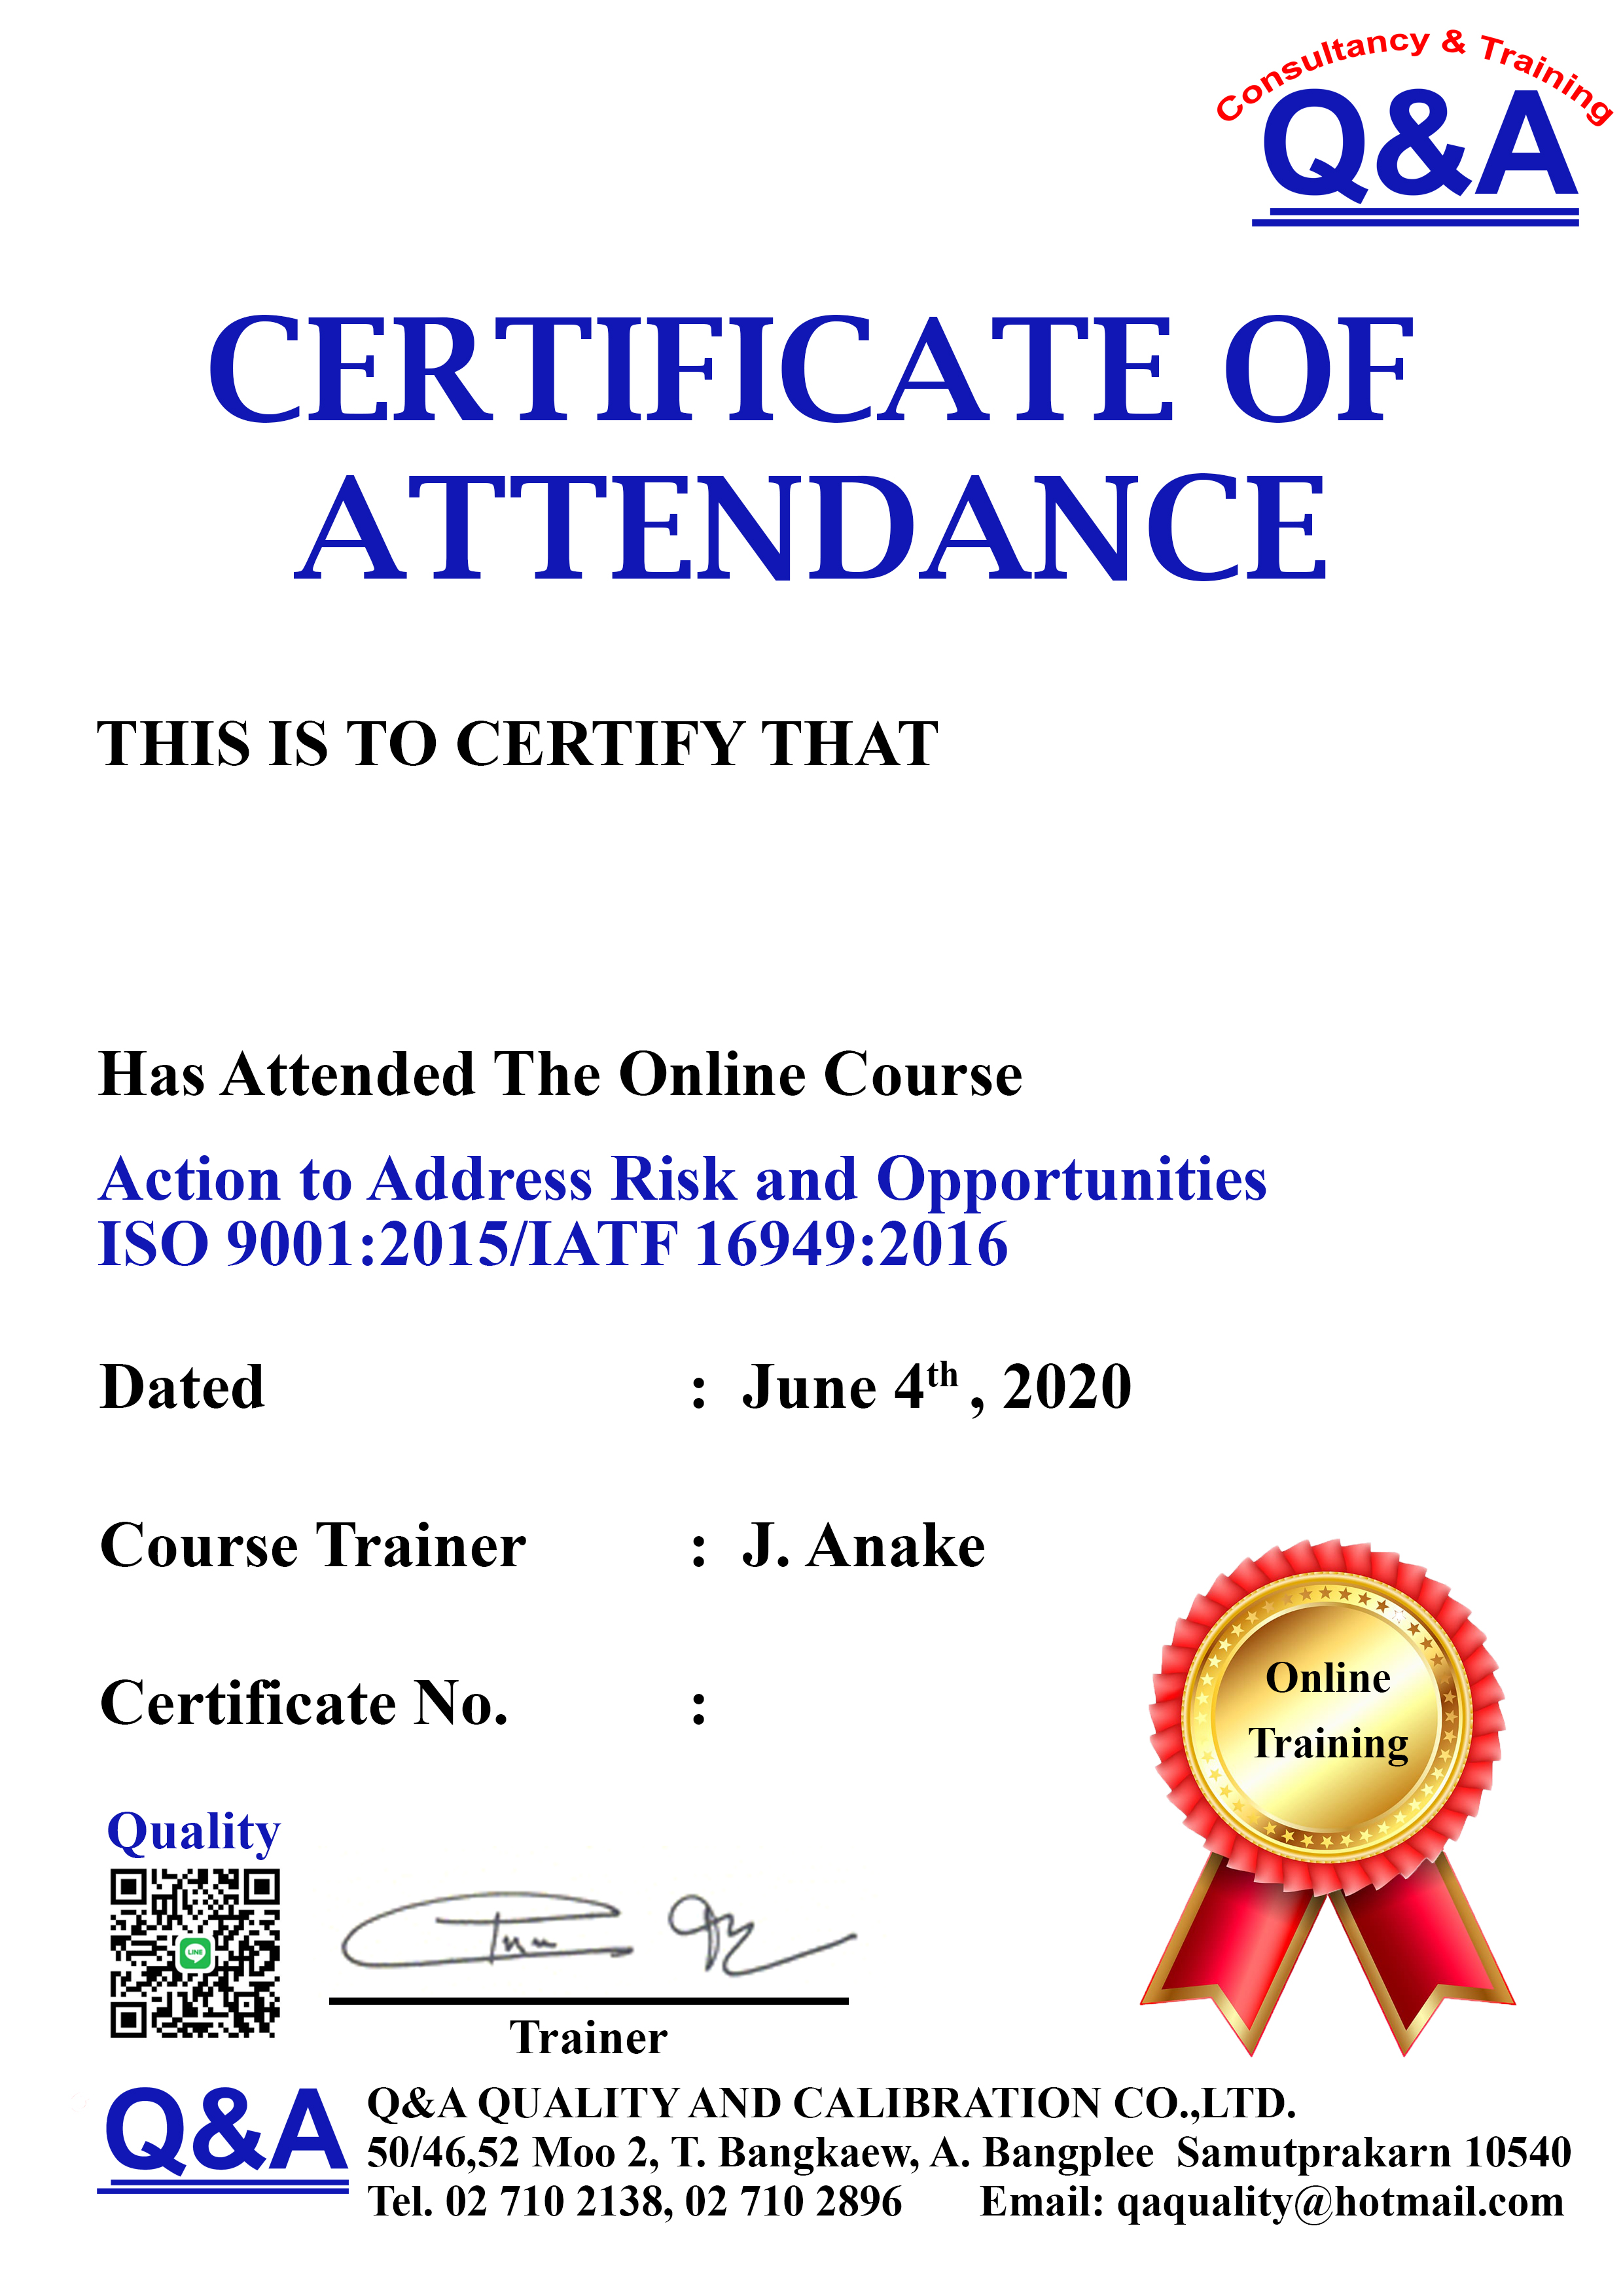 Consultancy & Training
Q&A
CERTIFICATE OF
ATTENDANCE
THIS IS TO CERTIFY THAT
Has Attended The Online Course
Action to Address Risk and Opportunities
ISO 9001:2015/IATF 16949:2016
Dated : June 4th , 2020
Course Trainer : J. Anake
Certificate No. :
Online
Training
Quality
LINE
Trainer
Q&A
Q&A QUALITY AND CALIBRATION CO.,LTD.
50/46,52 Moo 2, T. Bangkaew, A. Bangplee Samutprakarn 10540
Tel. 02 710 2138, 02 710 2896 Email: qaquality@hotmail.com